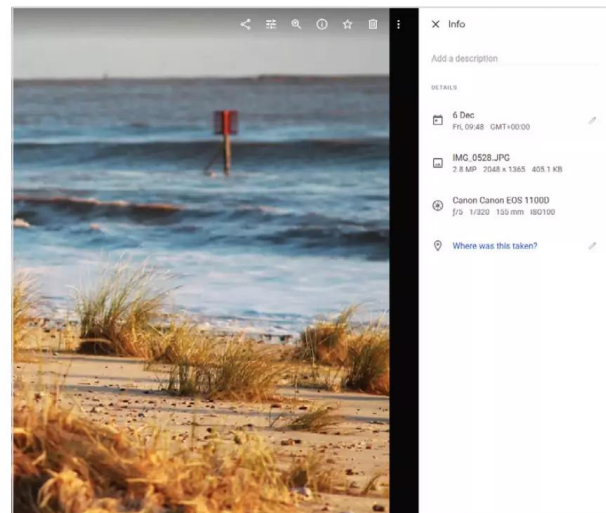 Info
Add a description
DETAILS
6 Dec
Fri, 09:48 GMT+00:00
IMG_0528.JPG
2.8 MP 2048 x 1365 405.1 KB
Canon Canon EOS 1100D
ƒ/5 1/320 155 mm ISO100
Where was this taken?